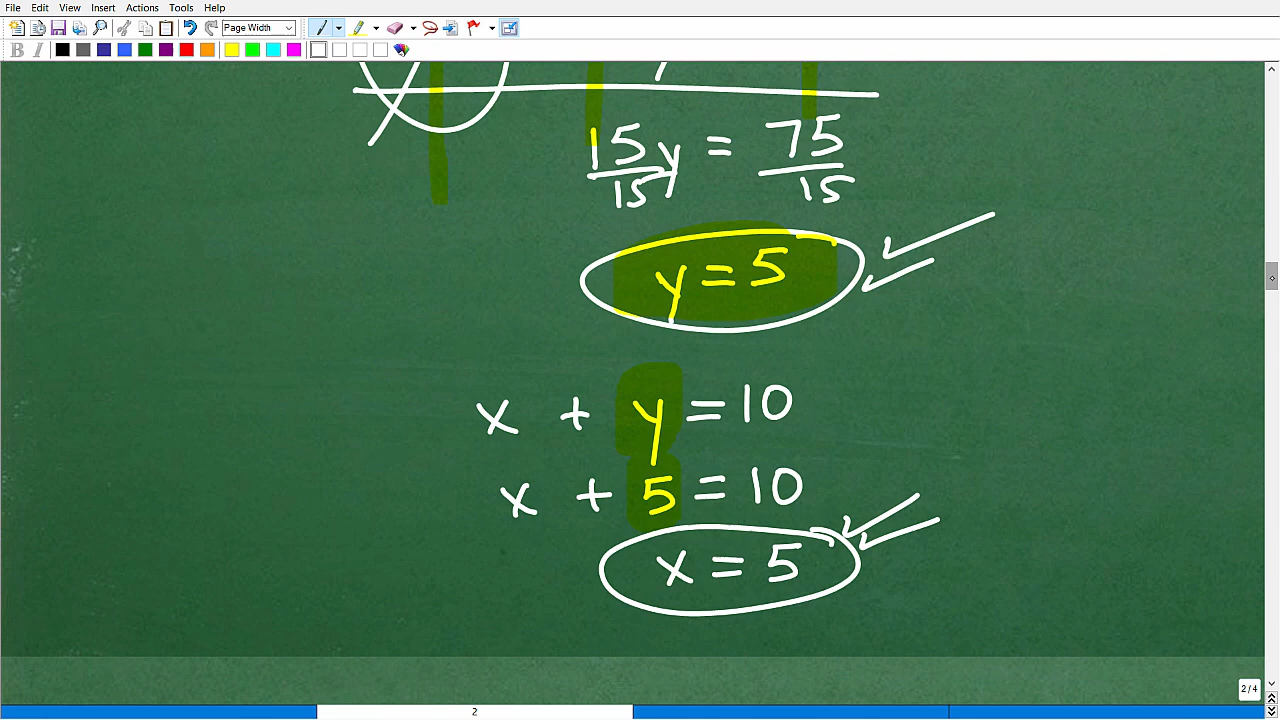 File Edit View Insert Actions Tools Help
Page Width
B I
15y = 75
15 15
y = 5
x + y = 10
x + 5 = 10
x = 5
2/4
2